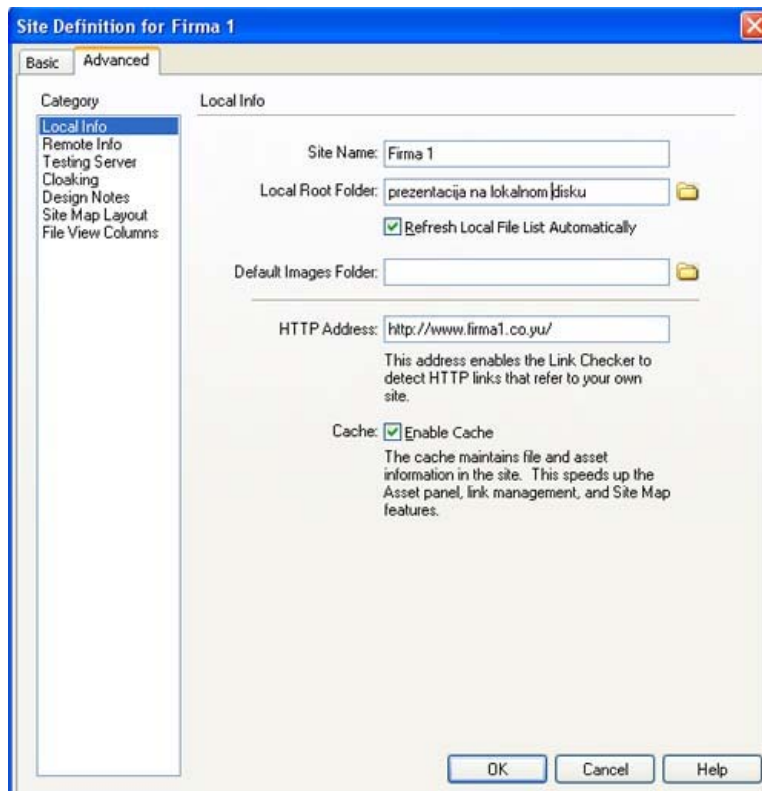 Site Definition for Firma 1
Basic
Advanced
Category
Local Info
Remote Info
Testing Server
Cloaking
Design Notes
Site Map Layout
File View Columns
Local Info
Site Name: Firma 1
Local Root Folder: prezentacija na lokalnom disku
Refresh Local File List Automatically
Default Images Folder:
HTTP Address: http://www.firma1.co.yu/
This address enables the Link Checker to
detect HTTP links that refer to your own
site.
Cache: Enable Cache
The cache maintains file and asset
information in the site. This speeds up the
Asset panel, link management, and Site Map
features.
OK
Cancel
Help